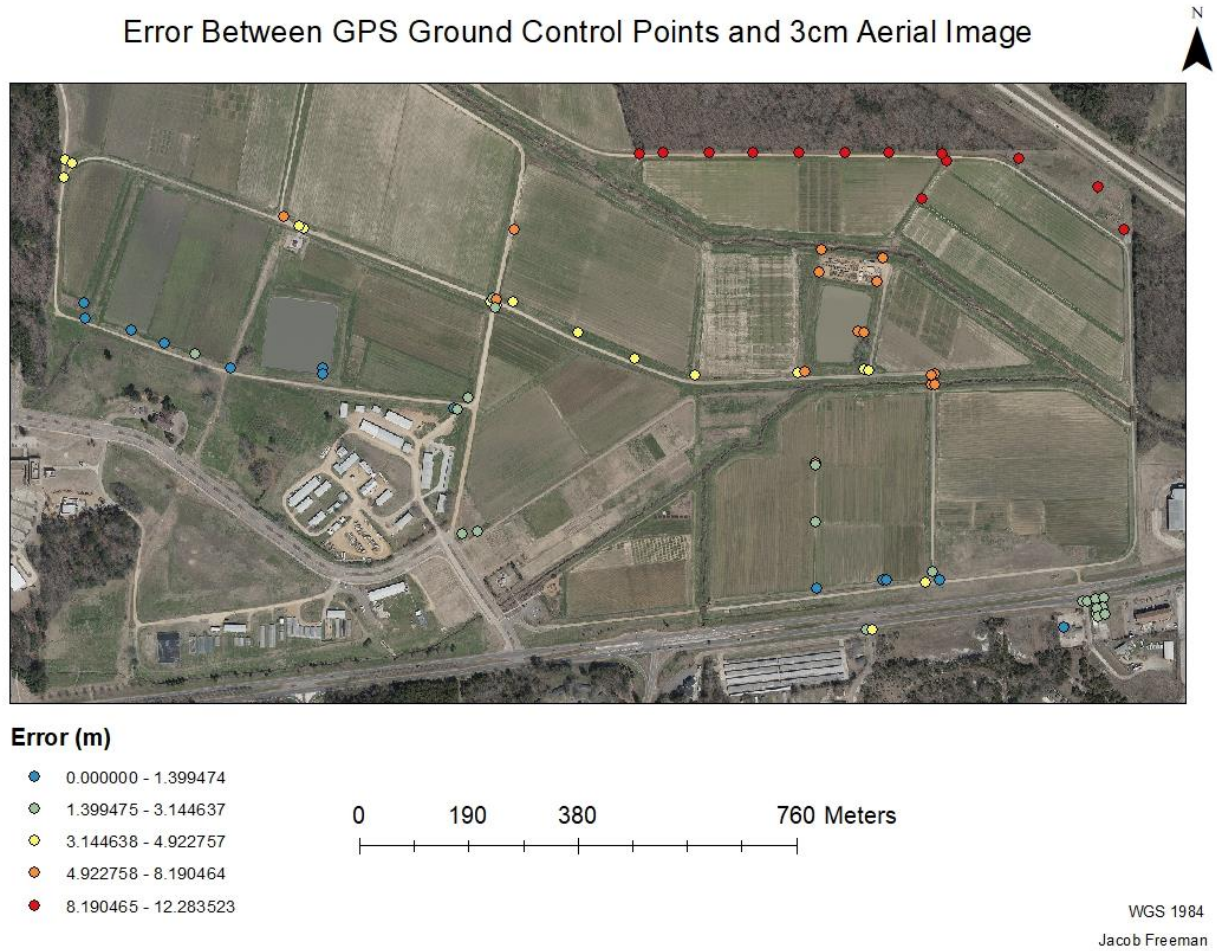 Error Between GPS Ground Control Points and 3cm Aerial Image
N
Error (m)
0.000000 - 1.399474
1.399475 - 3.144637
3.144638 - 4.922757
4.922758 - 8.190464
8.190465 - 12.283523
0 190 380 760 Meters
WGS 1984
Jacob Freeman